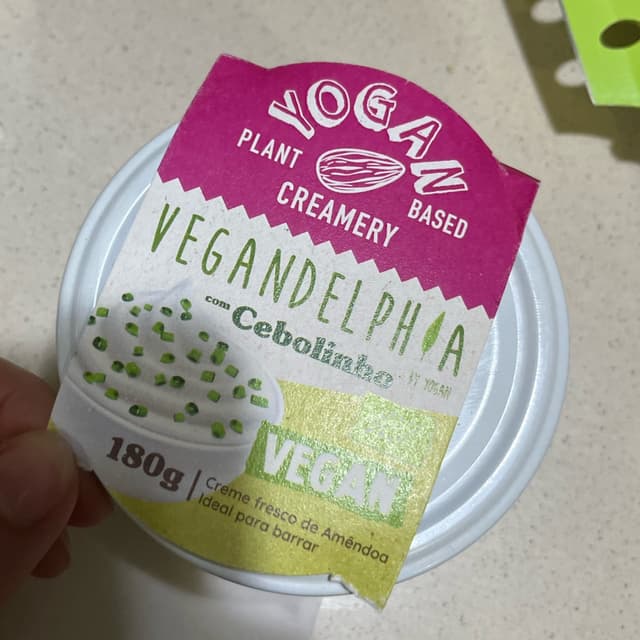 YOGAN
PLANT BASED
CREAMERY
VEGANDELPHIA
com Cebolinho
BY YOGAN
VEGAN
180g
Creme fresco de Amêndoa
Ideal para barrar